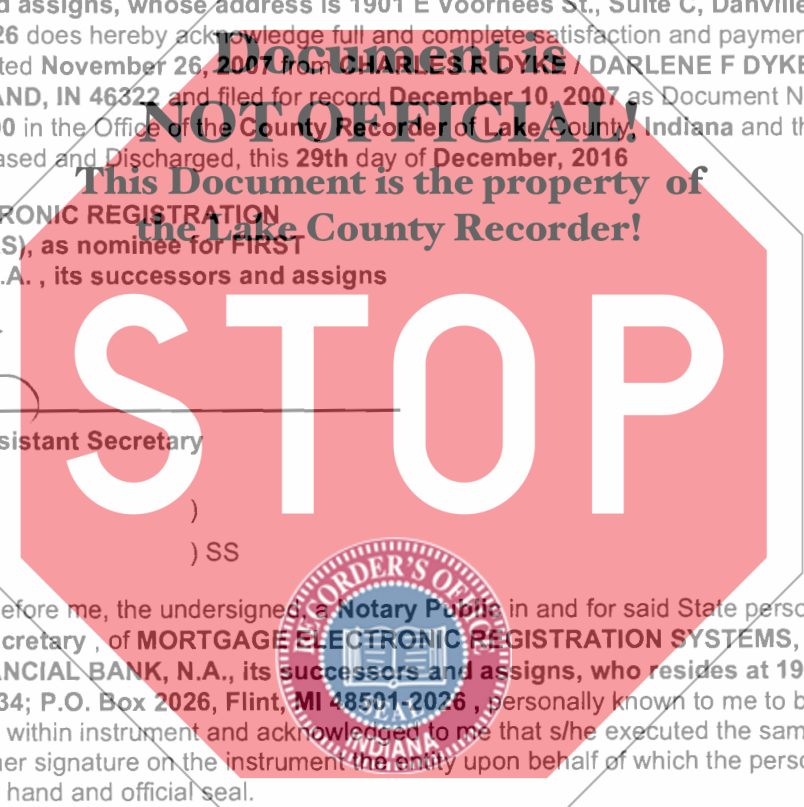 d assigns, whose address is 1901 E Voorhees St., Suite C, Danville
Document is
26 does hereby acknowledge full and complete satisfaction and paymen
ted November 26, 2007 from CHARLES R DYKE / DARLENE F DYKE
NOT OFFICIAL!
AND, IN 46322 and filed for record December 10, 2007 as Document N
0 in the Office of the County Recorder of Lake County, Indiana and th
ased and Discharged, this 29th day of December, 2016
This Document is the property of
RONIC REGISTRATION
the Lake County Recorder!
S), as nominee for FIRST
.A. , its successors and assigns
STOP
sistant Secretary
)
) SS
RECORDER'S OFFICE
efore me, the undersigned, a Notary Public in and for said State perso
cretary , of MORTGAGE ELECTRONIC REGISTRATION SYSTEMS,
NCIAL BANK, N.A., its successors and assigns, who resides at 19
34; P.O. Box 2026, Flint, MI 48501-2026 , personally known to me to b
SEAL
within instrument and acknowledged to me that s/he executed the sam
INDIANA
er signature on the instrument the entity upon behalf of which the perso
hand and official seal.